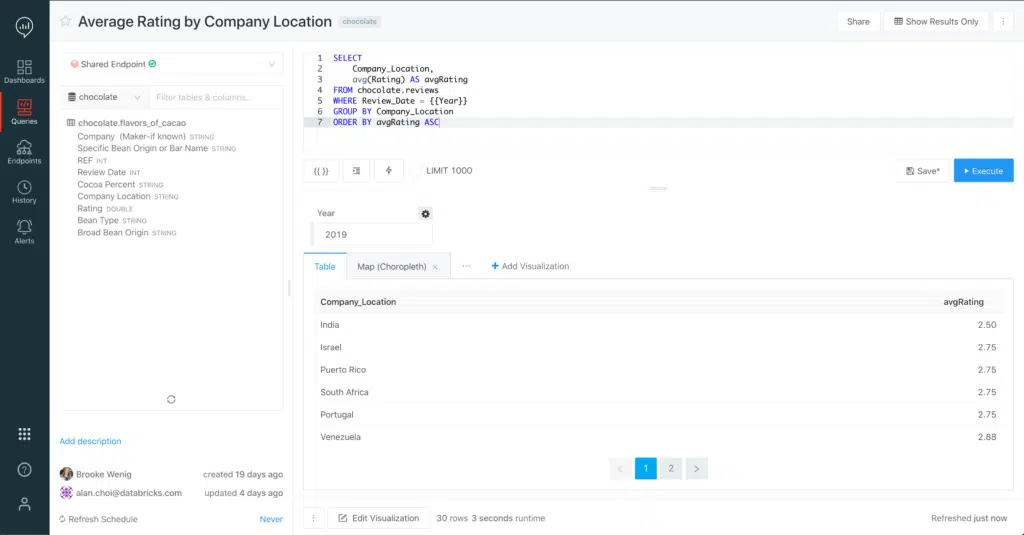 Average Rating by Company Location chocolate
Share
Show Results Only
Dashboards
Queries
Endpoints
History
Alerts
Shared Endpoint
chocolate
Filter tables & columns...
chocolate.flavors_of_cacao
Company (Maker-if known) STRING
Specific Bean Origin or Bar Name STRING
REF INT
Review Date INT
Cocoa Percent STRING
Company Location STRING
Rating DOUBLE
Bean Type STRING
Broad Bean Origin STRING
Add description
Brooke Wenig created 19 days ago
alan.choi@databricks.com updated 4 days ago
Refresh Schedule Never
1 SELECT
2 Company_Location,
3 avg(Rating) AS avgRating
4 FROM chocolate.reviews
5 WHERE Review_Date = {{Year}}
6 GROUP BY Company_Location
7 ORDER BY avgRating ASC
{{ }}
LIMIT 1000
Save*
Execute
Year
2019
Table
Map (Choropleth) ×
...
+ Add Visualization
Company_Location avgRating
India 2.50
Israel 2.75
Puerto Rico 2.75
South Africa 2.75
Portugal 2.75
Venezuela 2.88
< 1 2 >
Edit Visualization
30 rows 3 seconds runtime
Refreshed just now